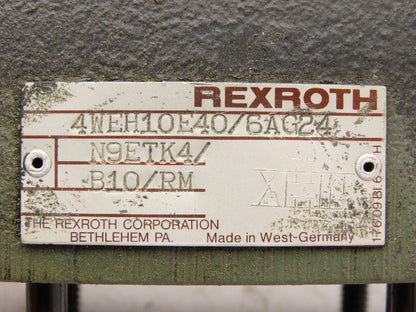 REXROTH
4WEH10E40/6AG24
N9ETK4/
B10/RM
THE REXROTH CORPORATION
BETHLEHEM PA. Made in West-Germany